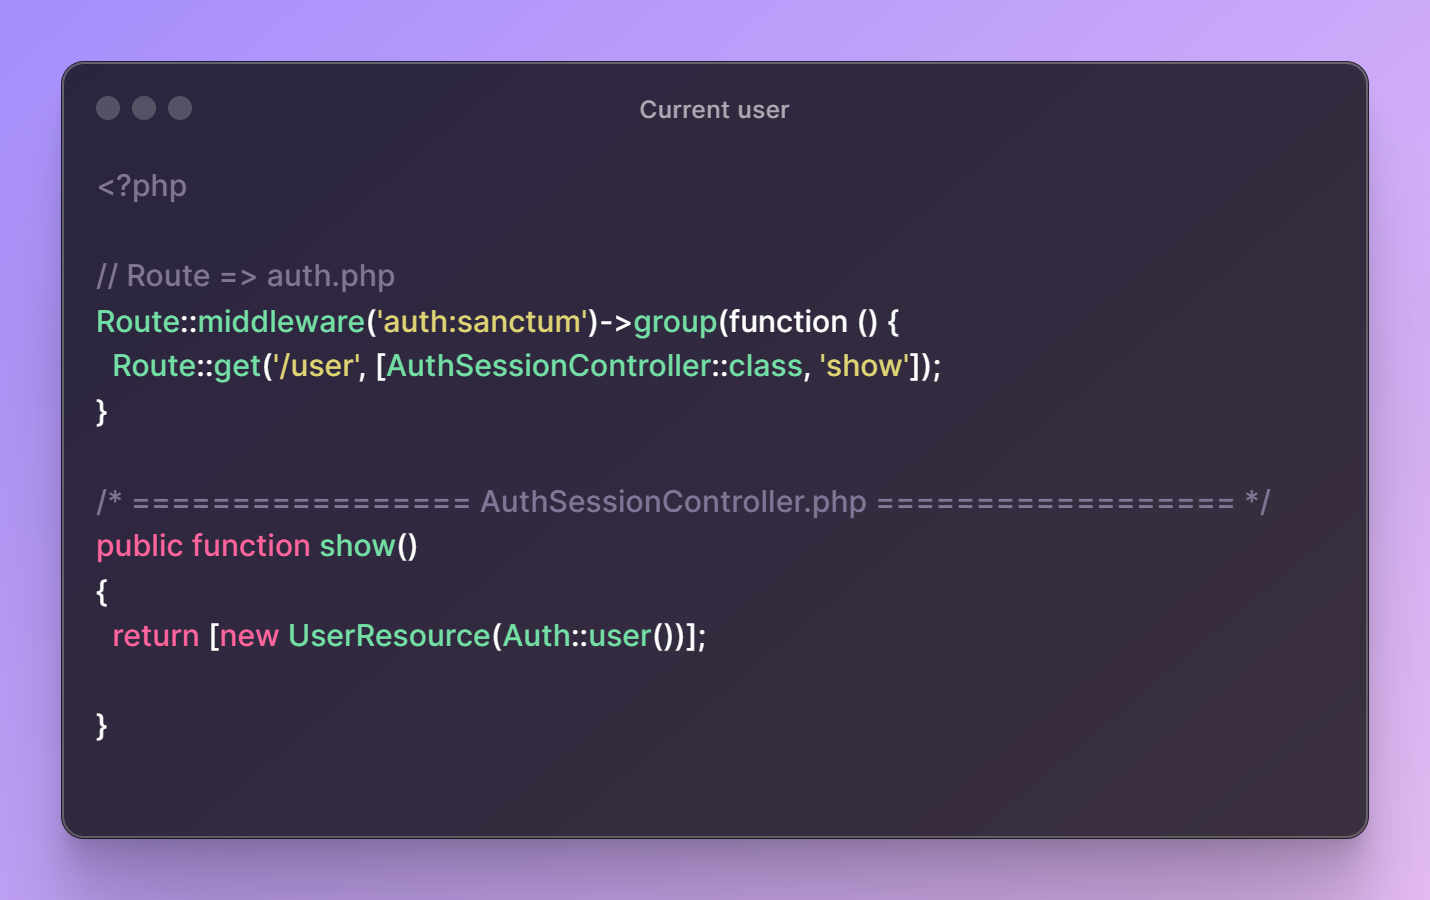 Current user
<?php
// Route => auth.php
Route::middleware('auth:sanctum')->group(function () {
  Route::get('/user', [AuthSessionController::class, 'show']);
}
/* ================= AuthSessionController.php ================== */
public function show()
{
  return [new UserResource(Auth::user())];
}